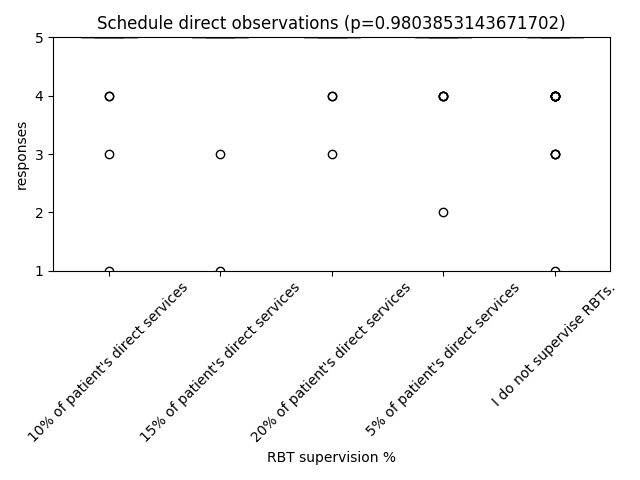 Schedule direct observations (p=0.9803853143671702)
5
4
3
2
1
responses
10% of patient's direct services
15% of patient's direct services
20% of patient's direct services
5% of patient's direct services
I do not supervise RBTs.
RBT supervision %